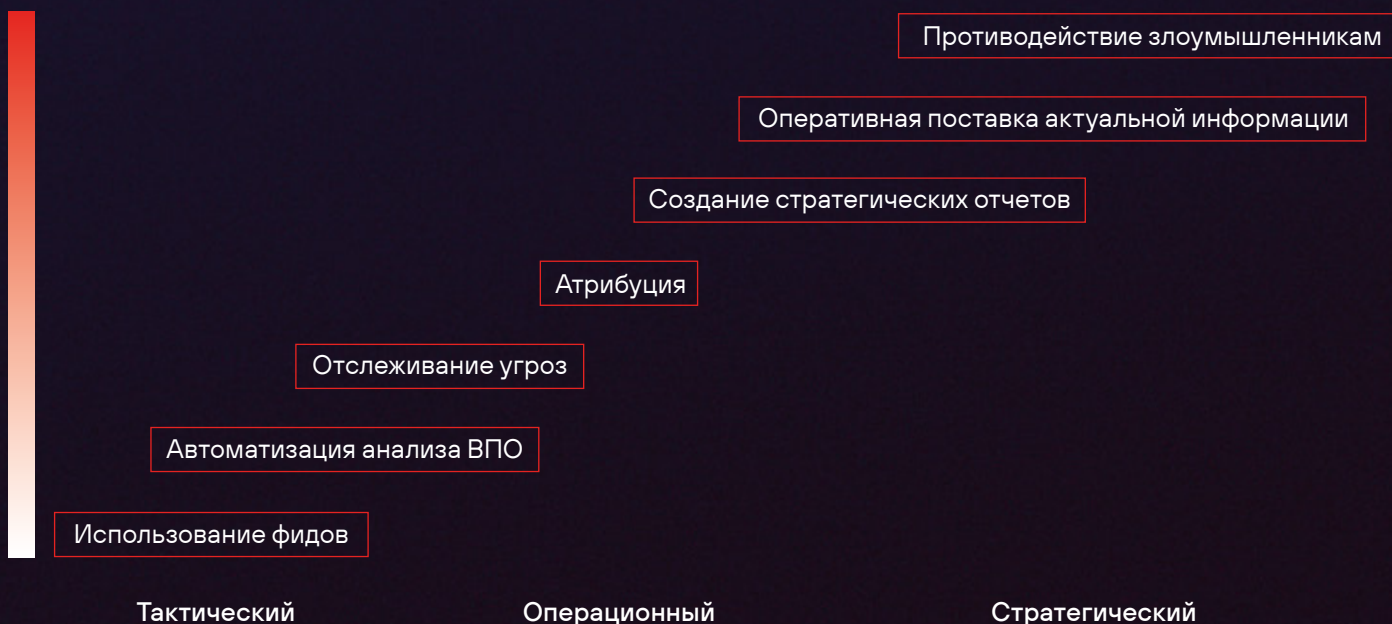 Противодействие злоумышленникам
Оперативная поставка актуальной информации
Создание стратегических отчетов
Атрибуция
Отслеживание угроз
Автоматизация анализа ВПО
Использование фидов
Тактический
Операционный
Стратегический